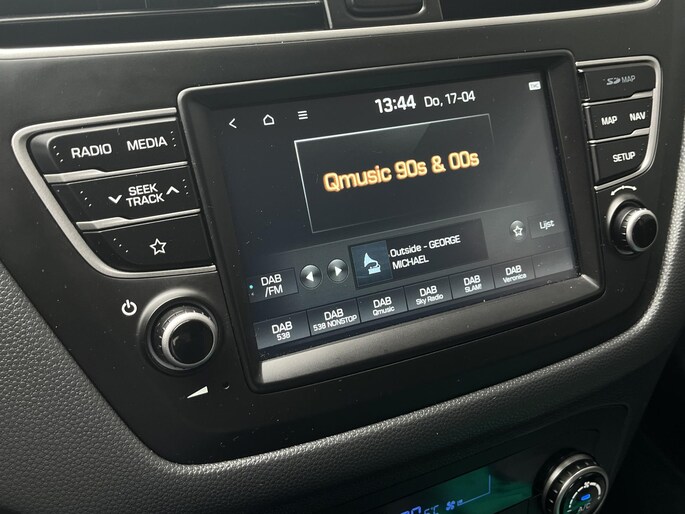 SD MAP
13:44 Do, 17-04
RADIO MEDIA
MAP NAV
SEEK
TRACK
SETUP
Qmusic 90s & 00s
Outside - GEORGE
MICHAEL
Lijst
DAB
/FM
DAB
538
DAB
538 NONSTOP
DAB
Qmusic
DAB
Sky Radio
DAB
SLAM!
DAB
Veronica
A/C